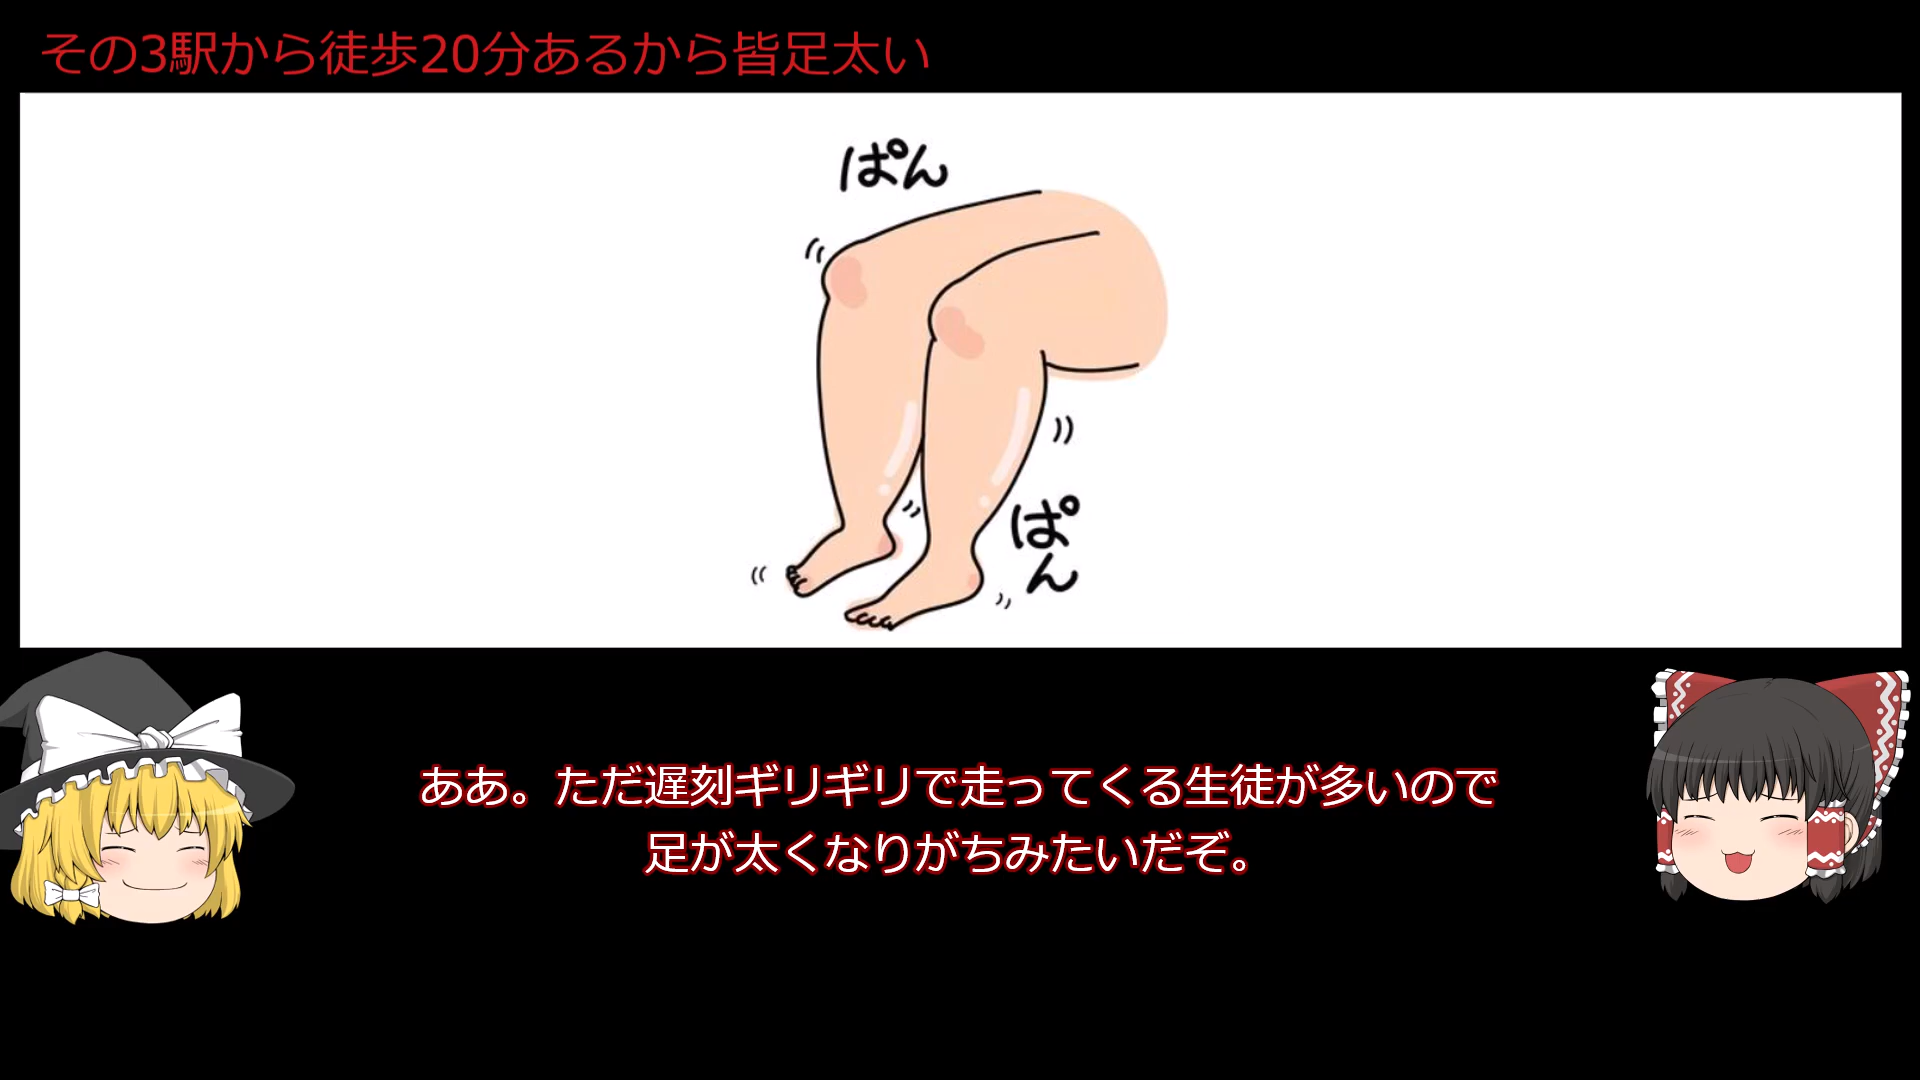 その3駅から徒歩20分あるから皆足太い
ぱん
ぱん
ああ。ただ遅刻ギリギリで走ってくる生徒が多いので
足が太くなりがちみたいだぞ。